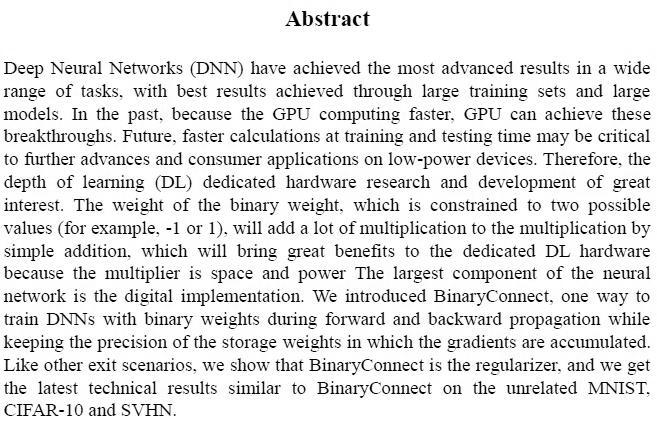 Abstract
Deep Neural Networks (DNN) have achieved the most advanced results in a wide
range of tasks, with best results achieved through large training sets and large
models. In the past, because the GPU computing faster, GPU can achieve these
breakthroughs. Future, faster calculations at training and testing time may be critical
to further advances and consumer applications on low-power devices. Therefore, the
depth of learning (DL) dedicated hardware research and development of great
interest. The weight of the binary weight, which is constrained to two possible
values (for example, -1 or 1), will add a lot of multiplication to the multiplication by
simple addition, which will bring great benefits to the dedicated DL hardware
because the multiplier is space and power The largest component of the neural
network is the digital implementation. We introduced BinaryConnect, one way to
train DNNs with binary weights during forward and backward propagation while
keeping the precision of the storage weights in which the gradients are accumulated.
Like other exit scenarios, we show that BinaryConnect is the regularizer, and we get
the latest technical results similar to BinaryConnect on the unrelated MNIST,
CIFAR-10 and SVHN.